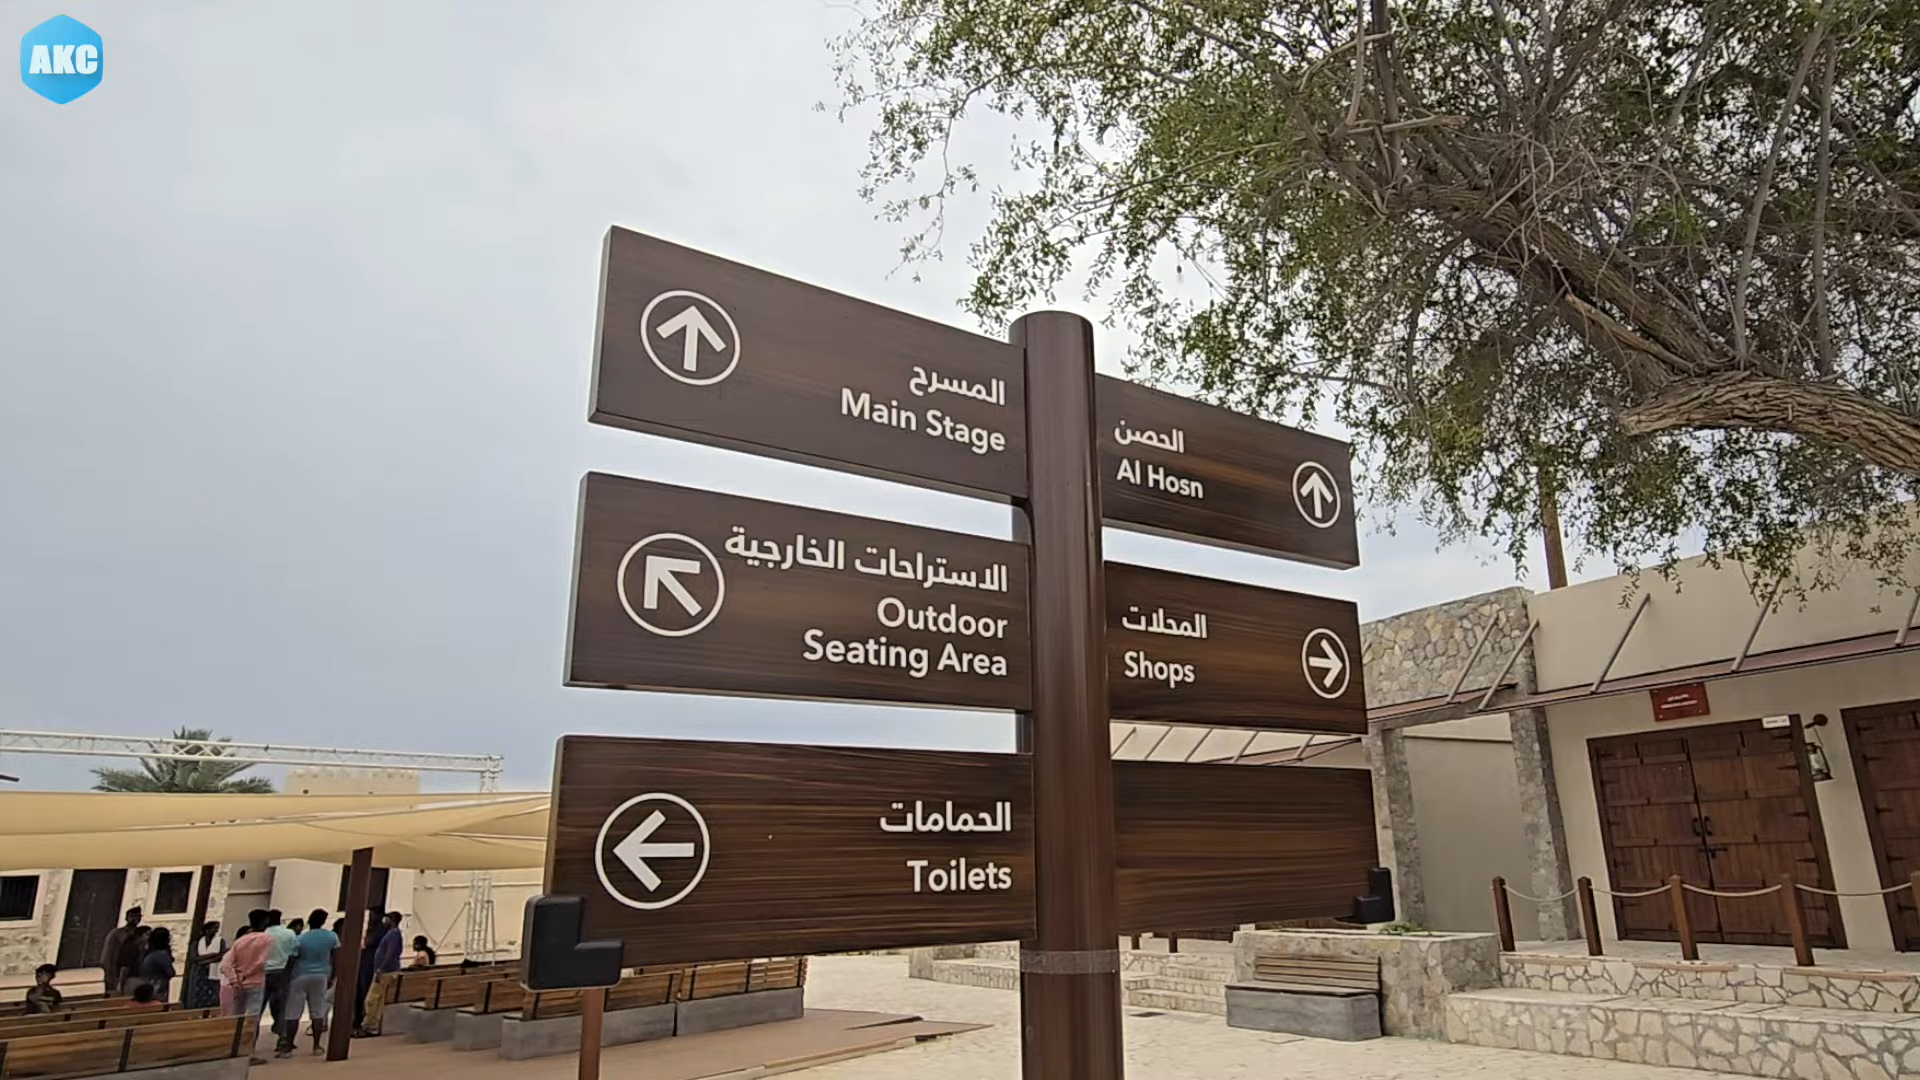 AKC
المسرح
Main Stage
الاستراحات الخارجية
Outdoor
Seating Area
الحمامات
Toilets
الحصن
Al Hosn
المحلات
Shops